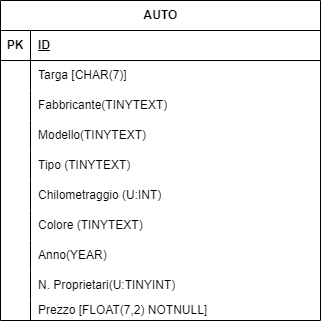 AUTO
PK ID
Targa [CHAR(7)]
Fabbricante(TINYTEXT)
Modello(TINYTEXT)
Tipo (TINYTEXT)
Chilometraggio (U:INT)
Colore (TINYTEXT)
Anno(YEAR)
N. Proprietari(U:TINYINT)
Prezzo [FLOAT(7,2) NOTNULL]